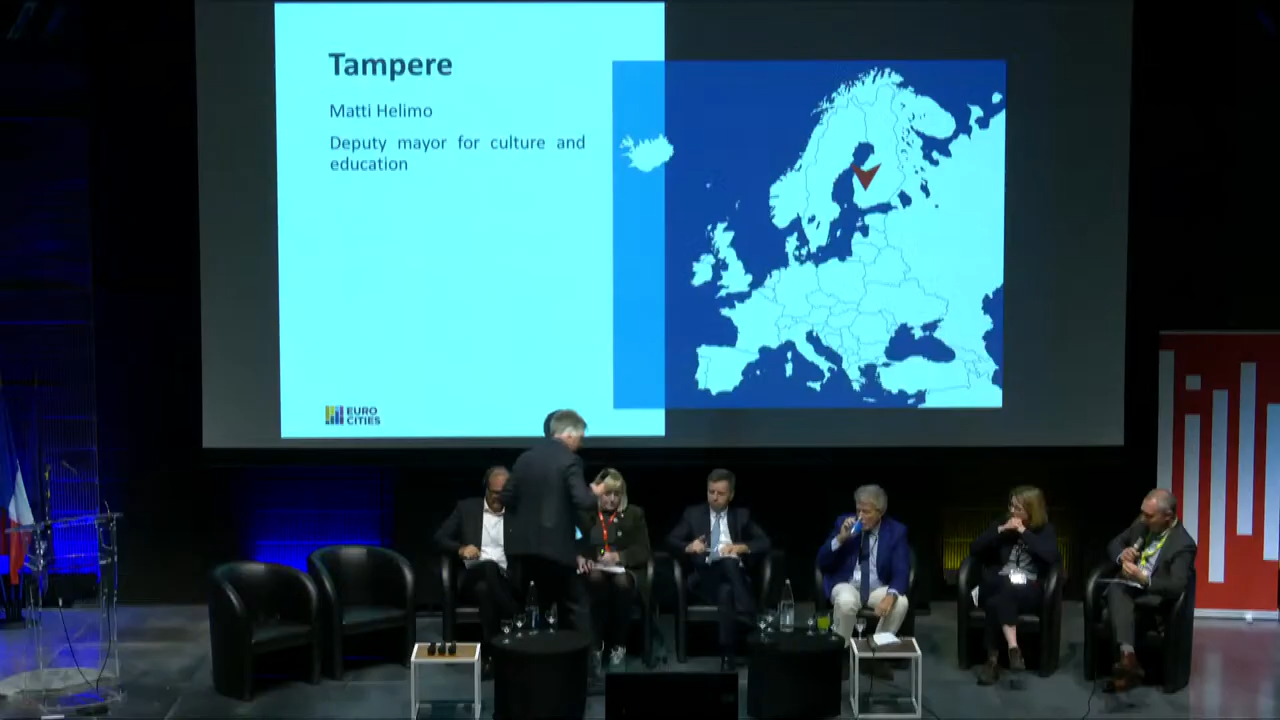 Tampere
Matti Helimo
Deputy mayor for culture and
education
EURO
CITIES